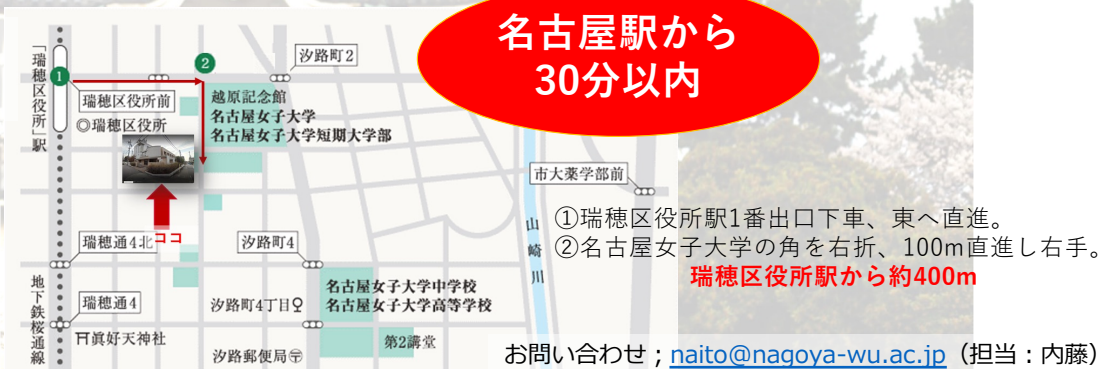 名古屋駅から
30分以内
「瑞穂区役所」駅
1
2
汐路町2
瑞穂区役所前
◎瑞穂区役所
越原記念館
名古屋女子大学
名古屋女子大学短期大学部
市大薬学部前
山崎川
①瑞穂区役所駅1番出口下車、東へ直進。
②名古屋女子大学の角を右折、100m直進し右手。
瑞穂区役所駅から約400m
瑞穂通4北
ココ
汐路町4
地下鉄桜通線
瑞穂通4
名古屋女子大学中学校
名古屋女子大学高等学校
汐路町4丁目
眞好天神社
第2講堂
汐路郵便局〒
お問い合わせ；naito@nagoya-wu.ac.jp（担当：内藤）